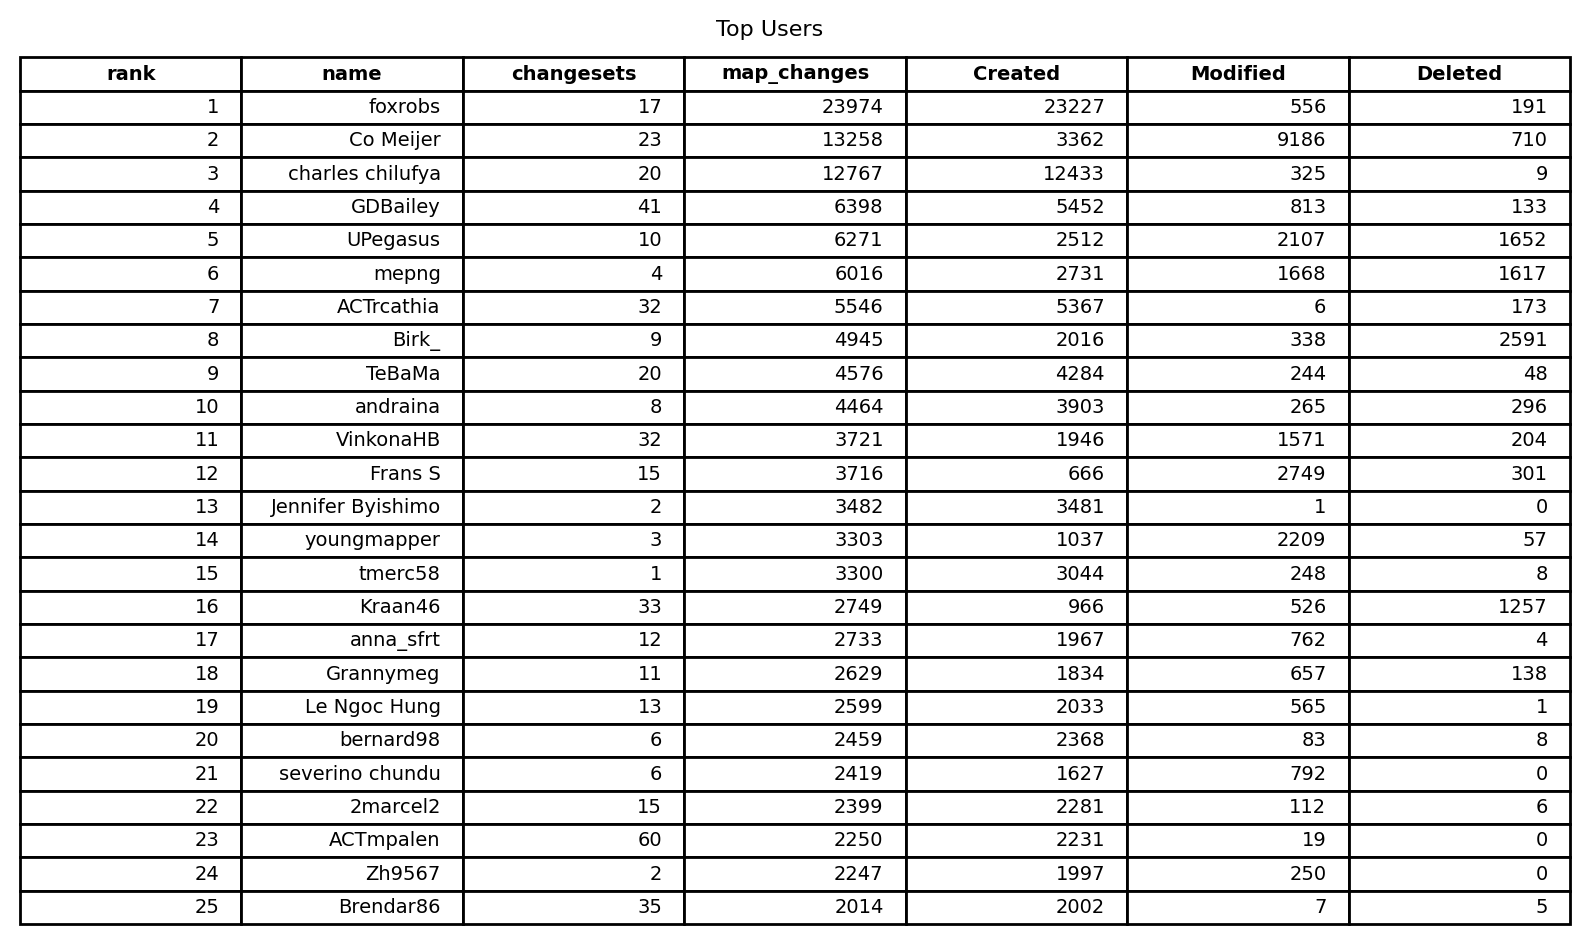 Top Users
rank name changesets map_changes Created Modified Deleted
1 foxrobs 17 23974 23227 556 191
2 Co Meijer 23 13258 3362 9186 710
3 charles chilufya 20 12767 12433 325 9
4 GDBailey 41 6398 5452 813 133
5 UPegasus 10 6271 2512 2107 1652
6 mepng 4 6016 2731 1668 1617
7 ACTrcathia 32 5546 5367 6 173
8 Birk_ 9 4945 2016 338 2591
9 TeBaMa 20 4576 4284 244 48
10 andraina 8 4464 3903 265 296
11 VinkonaHB 32 3721 1946 1571 204
12 Frans S 15 3716 666 2749 301
13 Jennifer Byishimo 2 3482 3481 1 0
14 youngmapper 3 3303 1037 2209 57
15 tmerc58 1 3300 3044 248 8
16 Kraan46 33 2749 966 526 1257
17 anna_sfrt 12 2733 1967 762 4
18 Grannymeg 11 2629 1834 657 138
19 Le Ngoc Hung 13 2599 2033 565 1
20 bernard98 6 2459 2368 83 8
21 severino chundu 6 2419 1627 792 0
22 2marcel2 15 2399 2281 112 6
23 ACTmpalen 60 2250 2231 19 0
24 Zh9567 2 2247 1997 250 0
25 Brendar86 35 2014 2002 7 5